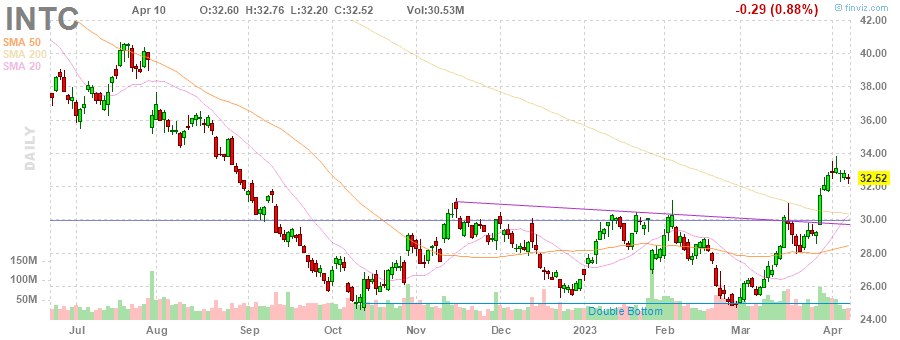 INTC Apr 10 O:32.60 H:32.76 L:32.20 C:32.52 Vol:30.53M -0.29 (0.88%) © finviz.com
SMA 50
SMA 200
SMA 20
DAILY
42.00
40.00
38.00
36.00
34.00
32.52
32.00
30.00
28.00
26.00
24.00
150M
100M
50M
Double Bottom
Jul Aug Sep Oct Nov Dec 2023 Feb Mar Apr